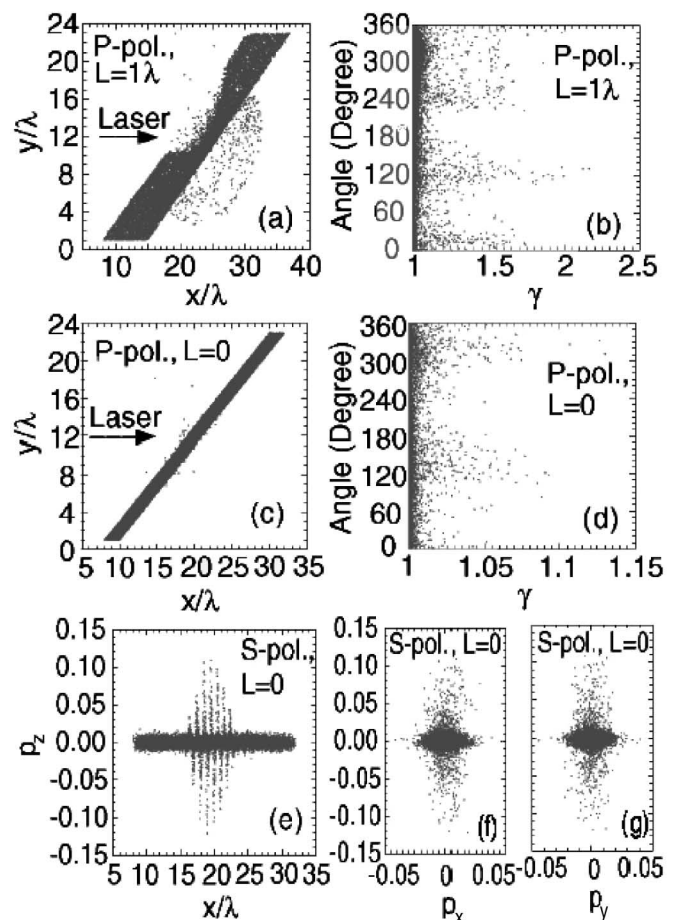 24
20
16
12
8
4
0
y/λ
P-pol.,
L=1λ
Laser
(a)
10 20 30 40
x/λ
360
300
240
180
120
60
0
Angle (Degree)
P-pol.,
L=1λ
(b)
1 1.5 2 2.5
γ
24
20
16
12
8
4
0
y/λ
P-pol., L=0
Laser
(c)
5 10 15 20 25 30 35
x/λ
360
300
240
180
120
60
0
Angle (Degree)
P-pol.,
L=0
(d)
1 1.05 1.1 1.15
γ
0.15
0.10
0.05
0.00
-0.05
-0.10
-0.15
p_z
S-pol.,
L=0
(e)
5 10 15 20 25 30 35
x/λ
0.15
0.10
0.05
0.00
-0.05
-0.10
-0.15
S-pol., L=0
(f)
-0.05 0 0.05
p_x
S-pol., L=0
(g)
-0.05 0 0.05
p_y